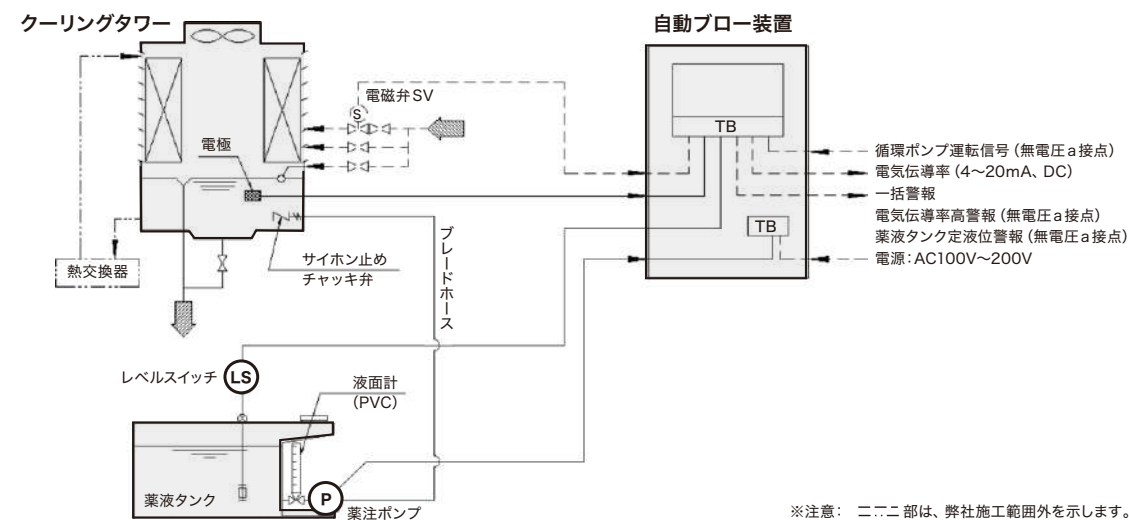 クーリングタワー
自動ブロー装置
電磁弁SV
S
電極
TB
循環ポンプ運転信号（無電圧a接点）
電気伝導率（4〜20mA、DC）
一括警報
電気伝導率高警報（無電圧a接点）
薬液タンク定液位警報（無電圧a接点）
TB
電源：AC100V〜200V
熱交換器
サイホン止め
チャッキ弁
ブレードホース
レベルスイッチ
LS
液面計
（PVC）
薬液タンク
P
薬注ポンプ
※注意： 部は、弊社施工範囲外を示します。